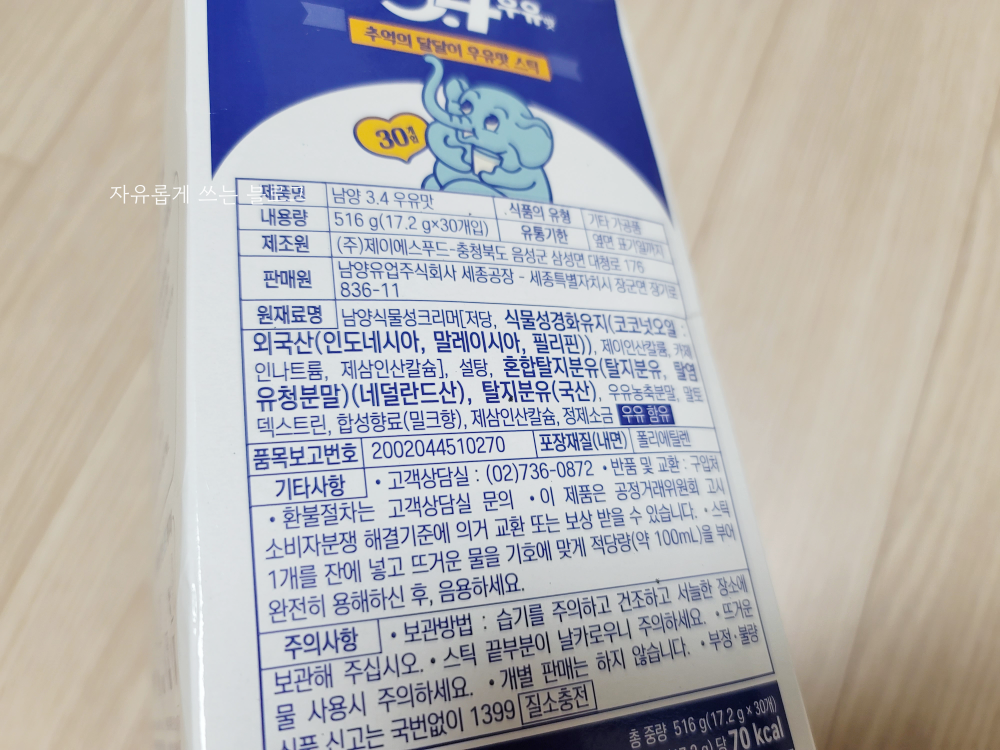 3.4 우유맛
추억의 달달이 우유맛 스틱
30개입
자유롭게 쓰는
제품명 남양 3.4 우유맛 식품의 유형 기타 가공품
내용량 516 g(17.2 g×30개입) 유통기한 옆면 표기일까지
제조원 (주)제이에스푸드-충청북도 음성군 삼성면 대청로 176
판매원 남양유업주식회사 세종공장 - 세종특별자치시 장군면 장기로
836-11
원재료명 남양식물성크리머[저당, 식물성경화유지(코코넛오일 :
외국산(인도네시아, 말레이시아, 필리핀)), 제이인산칼륨, 카제
인나트륨, 제삼인산칼슘], 설탕, 혼합탈지분유(탈지분유, 탈염
유청분말)(네덜란드산), 탈지분유(국산), 우유농축분말, 말토
덱스트린, 합성향료(밀크향), 제삼인산칼슘, 정제소금 우유 함유
품목보고번호 2002044510270 포장재질(내면) 폴리에틸렌
기타사항 • 고객상담실 : (02)736-0872 • 반품 및 교환 : 구입처
• 환불절차는 고객상담실 문의 • 이 제품은 공정거래위원회 고시
소비자분쟁 해결기준에 의거 교환 또는 보상 받을 수 있습니다. • 스틱
1개를 잔에 넣고 뜨거운 물을 기호에 맞게 적당량(약 100mL)을 부어
완전히 용해하신 후, 음용하세요.
주의사항 • 보관방법 : 습기를 주의하고 건조하고 서늘한 장소에
보관해 주십시오. • 스틱 끝부분이 날카로우니 주의하세요. • 뜨거운
물 사용시 주의하세요. • 개별 판매는 하지 않습니다. • 부정·불량
식품 신고는 국번없이 1399 질소충전
총 중량 516 g(17.2 g × 30개)
당 70 kcal